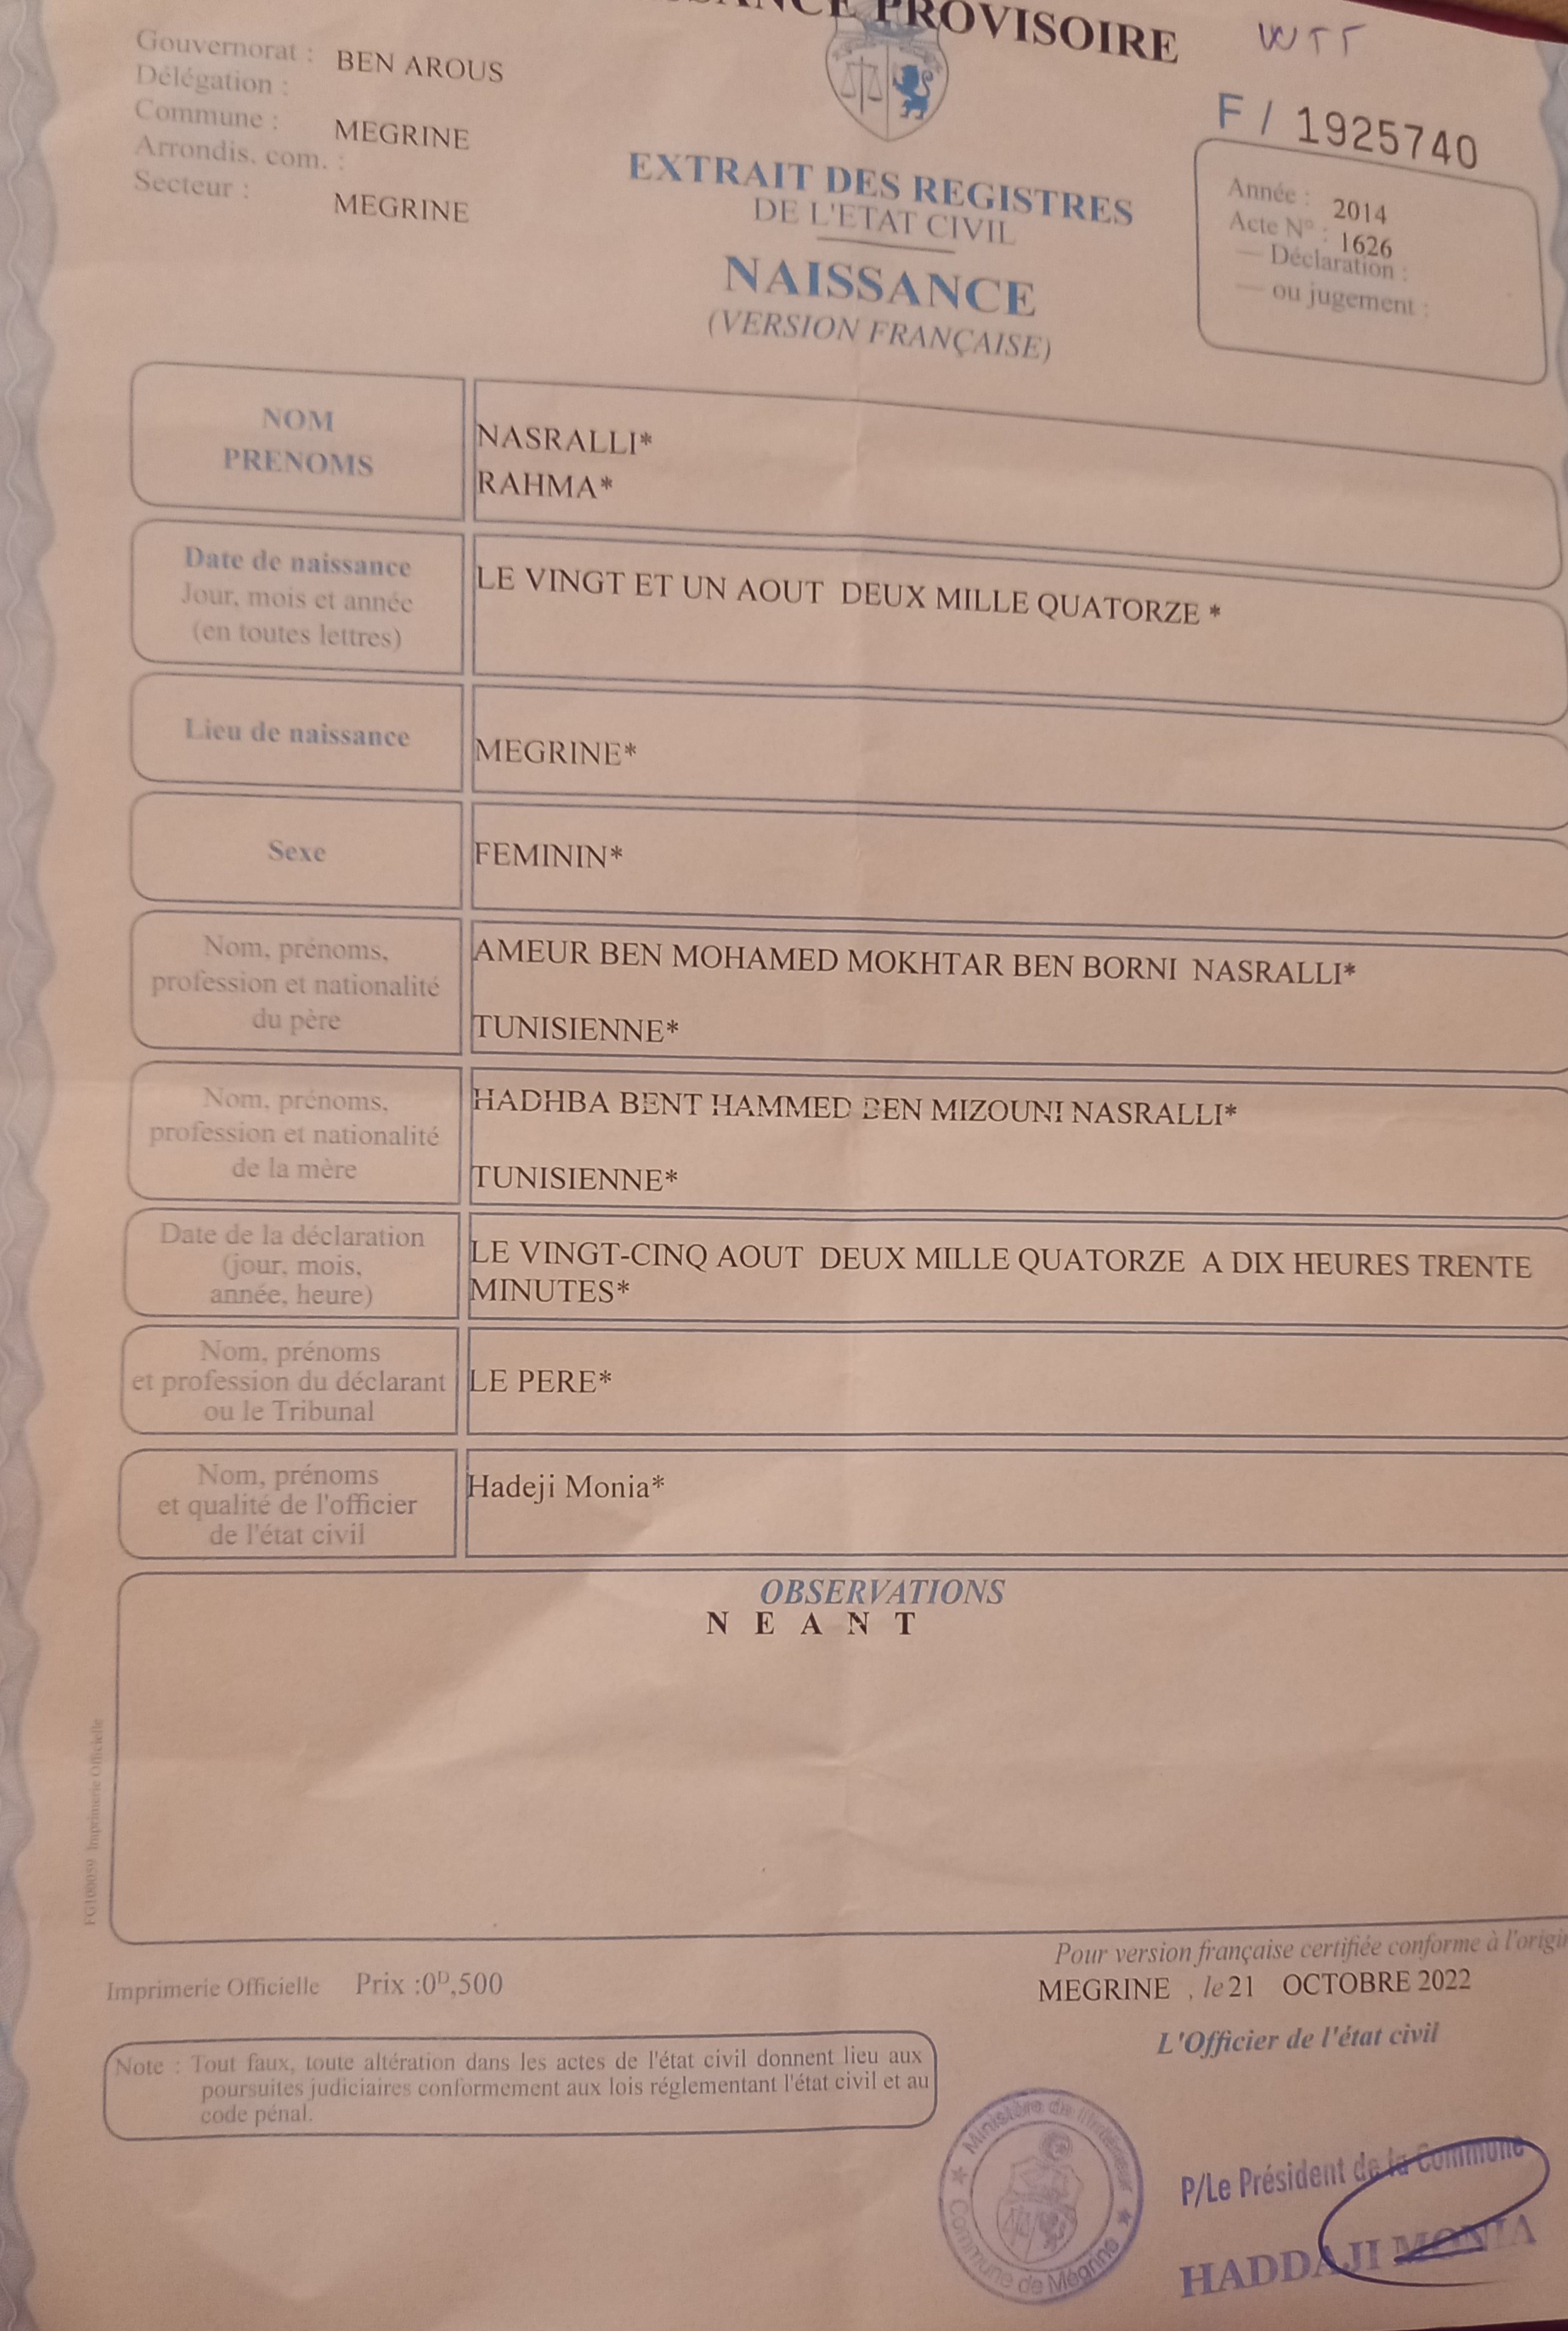 PROVISOIRE
WTT
Gouvernorat : BEN AROUS
Délégation :
Commune : MEGRINE
Arrondis. com. :
Secteur : MEGRINE
F / 1925740
Année : 2014
Acte N° : 1626
— Déclaration :
— ou jugement :
EXTRAIT DES REGISTRES
DE L'ETAT CIVIL
NAISSANCE
(VERSION FRANÇAISE)
NOM
PRENOMS
NASRALLI*
RAHMA*
Date de naissance
Jour, mois et année
(en toutes lettres)
LE VINGT ET UN AOUT DEUX MILLE QUATORZE *
Lieu de naissance
MEGRINE*
Sexe
FEMININ*
Nom, prénoms,
profession et nationalité
du père
AMEUR BEN MOHAMED MOKHTAR BEN BORNI NASRALLI*
TUNISIENNE*
Nom, prénoms,
profession et nationalité
de la mère
HADHBA BENT HAMMED BEN MIZOUNI NASRALLI*
TUNISIENNE*
Date de la déclaration
(jour, mois,
année, heure)
LE VINGT-CINQ AOUT DEUX MILLE QUATORZE A DIX HEURES TRENTE
MINUTES*
Nom, prénoms
et profession du déclarant
ou le Tribunal
LE PERE*
Nom, prénoms
et qualité de l'officier
de l'état civil
Hadeji Monia*
OBSERVATIONS
N E A N T
FG100059 Imprimerie Officielle
Pour version française certifiée conforme à
Imprimerie Officielle Prix :0D,500
MEGRINE , le 21 OCTOBRE 2022
L'Officier de l'état civil
Note : Tout faux, toute altération dans les actes de l'état civil donnent lieu aux
poursuites judiciaires conformement aux lois réglementant l'état civil et au
code pénal.
Ministère de l'Intérieur
Commune de Mégrine
P/Le Président de la Commune
HADDAJI MONIA